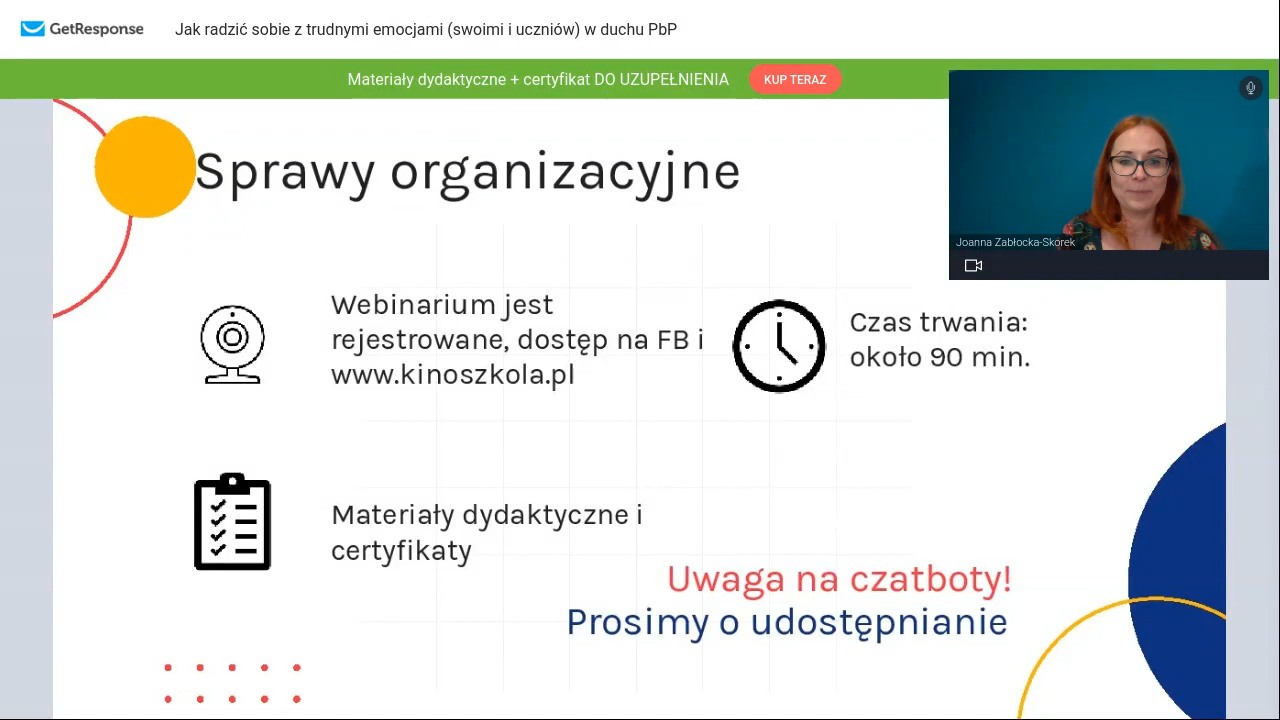 GetResponse
Jak radzić sobie z trudnymi emocjami (swoimi i uczniów) w duchu PbP
Materiały dydaktyczne + certyfikat DO UZUPEŁNIENIA
KUP TERAZ
Joanna Zabłocka-Skorek
Sprawy organizacyjne
Webinarium jest
rejestrowane, dostęp na FB i
www.kinoszkola.pl
Czas trwania:
około 90 min.
Materiały dydaktyczne i
certyfikaty
Uwaga na czatboty!
Prosimy o udostępnianie